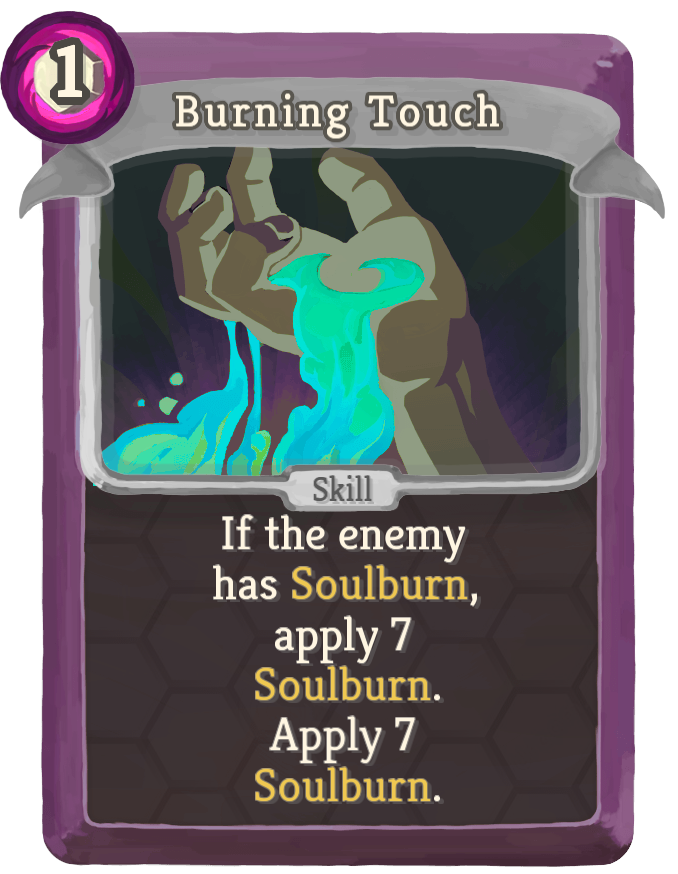 1
Burning Touch
Skill
If the enemy
has Soulburn,
apply 7
Soulburn.
Apply 7
Soulburn.